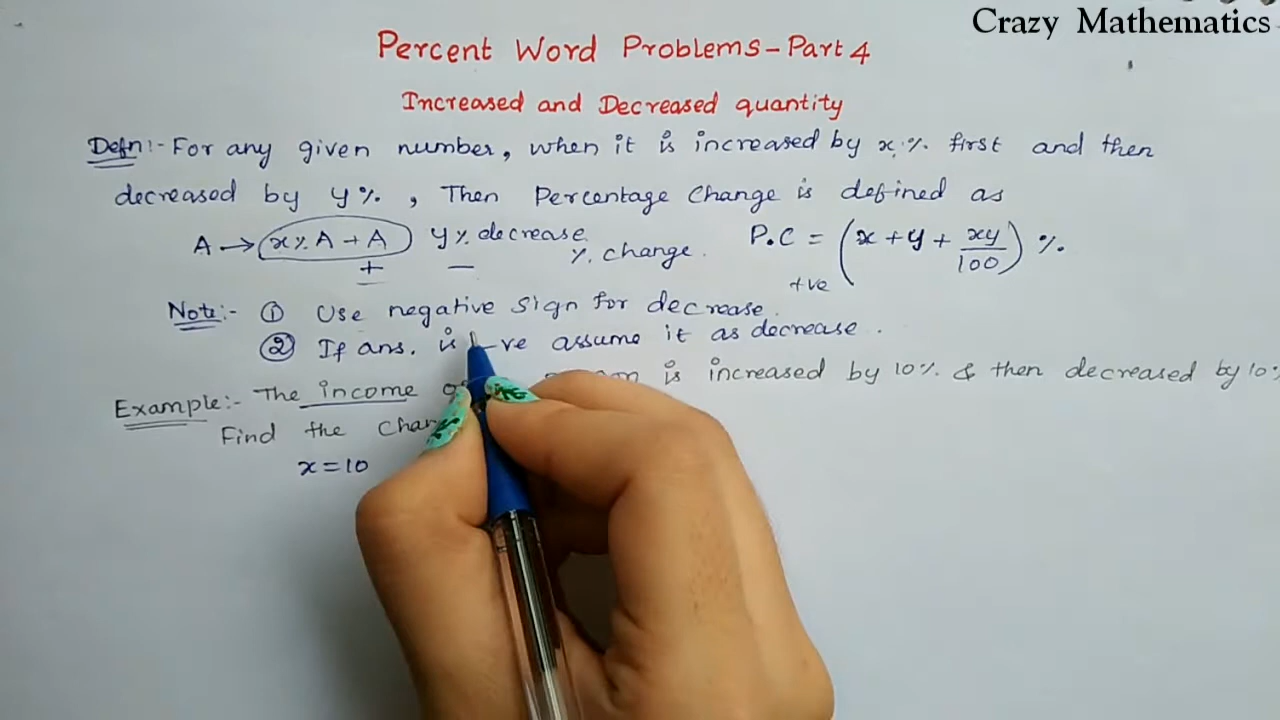 Crazy Mathematics
Percent Word Problems - Part 4
Increased and Decreased quantity
Defn:- For any given number, when it is increased by x% first and then
decreased by y%, Then Percentage Change is defined as
A → x% A + A y% decrease % change. P.C = (x + y + xy/100) %
+ − +ve
Note:- ① Use negative Sign for decrease.
② If ans. is -ve assume it as decrease.
Example:- The income is increased by 10% & then decreased by 10%
Find the
x = 10